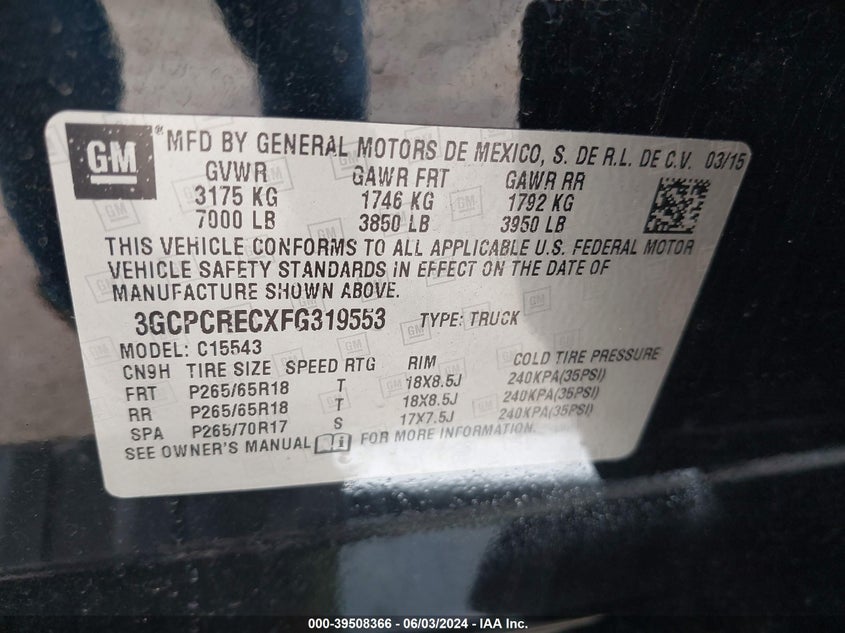 GM
® MFD BY GENERAL MOTORS DE MEXICO, S. DE R.L. DE C.V. 03/15
GVWR GAWR FRT GAWR RR
3175 KG 1746 KG 1792 KG
7000 LB 3850 LB 3950 LB
THIS VEHICLE CONFORMS TO ALL APPLICABLE U.S. FEDERAL MOTOR
VEHICLE SAFETY STANDARDS IN EFFECT ON THE DATE OF
MANUFACTURE SHOWN ABOVE.
3GCPCRECXFG319553 TYPE: TRUCK
MODEL: C15543
CN9H TIRE SIZE SPEED RTG RIM COLD TIRE PRESSURE
FRT P265/65R18 T 18X8.5J 240KPA(35PSI)
RR P265/65R18 T 18X8.5J 240KPA(35PSI)
SPA P265/70R17 S 17X7.5J 240KPA(35PSI)
SEE OWNER'S MANUAL FOR MORE INFORMATION.
000-39508366 - 06/03/2024 - IAA Inc.